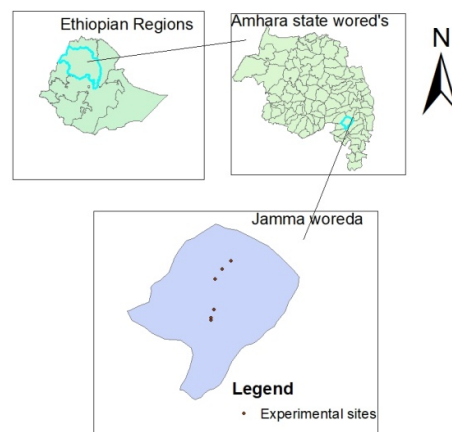 Ethiopian Regions
Amhara state wored's
N
Jamma woreda
Legend
Experimental sites